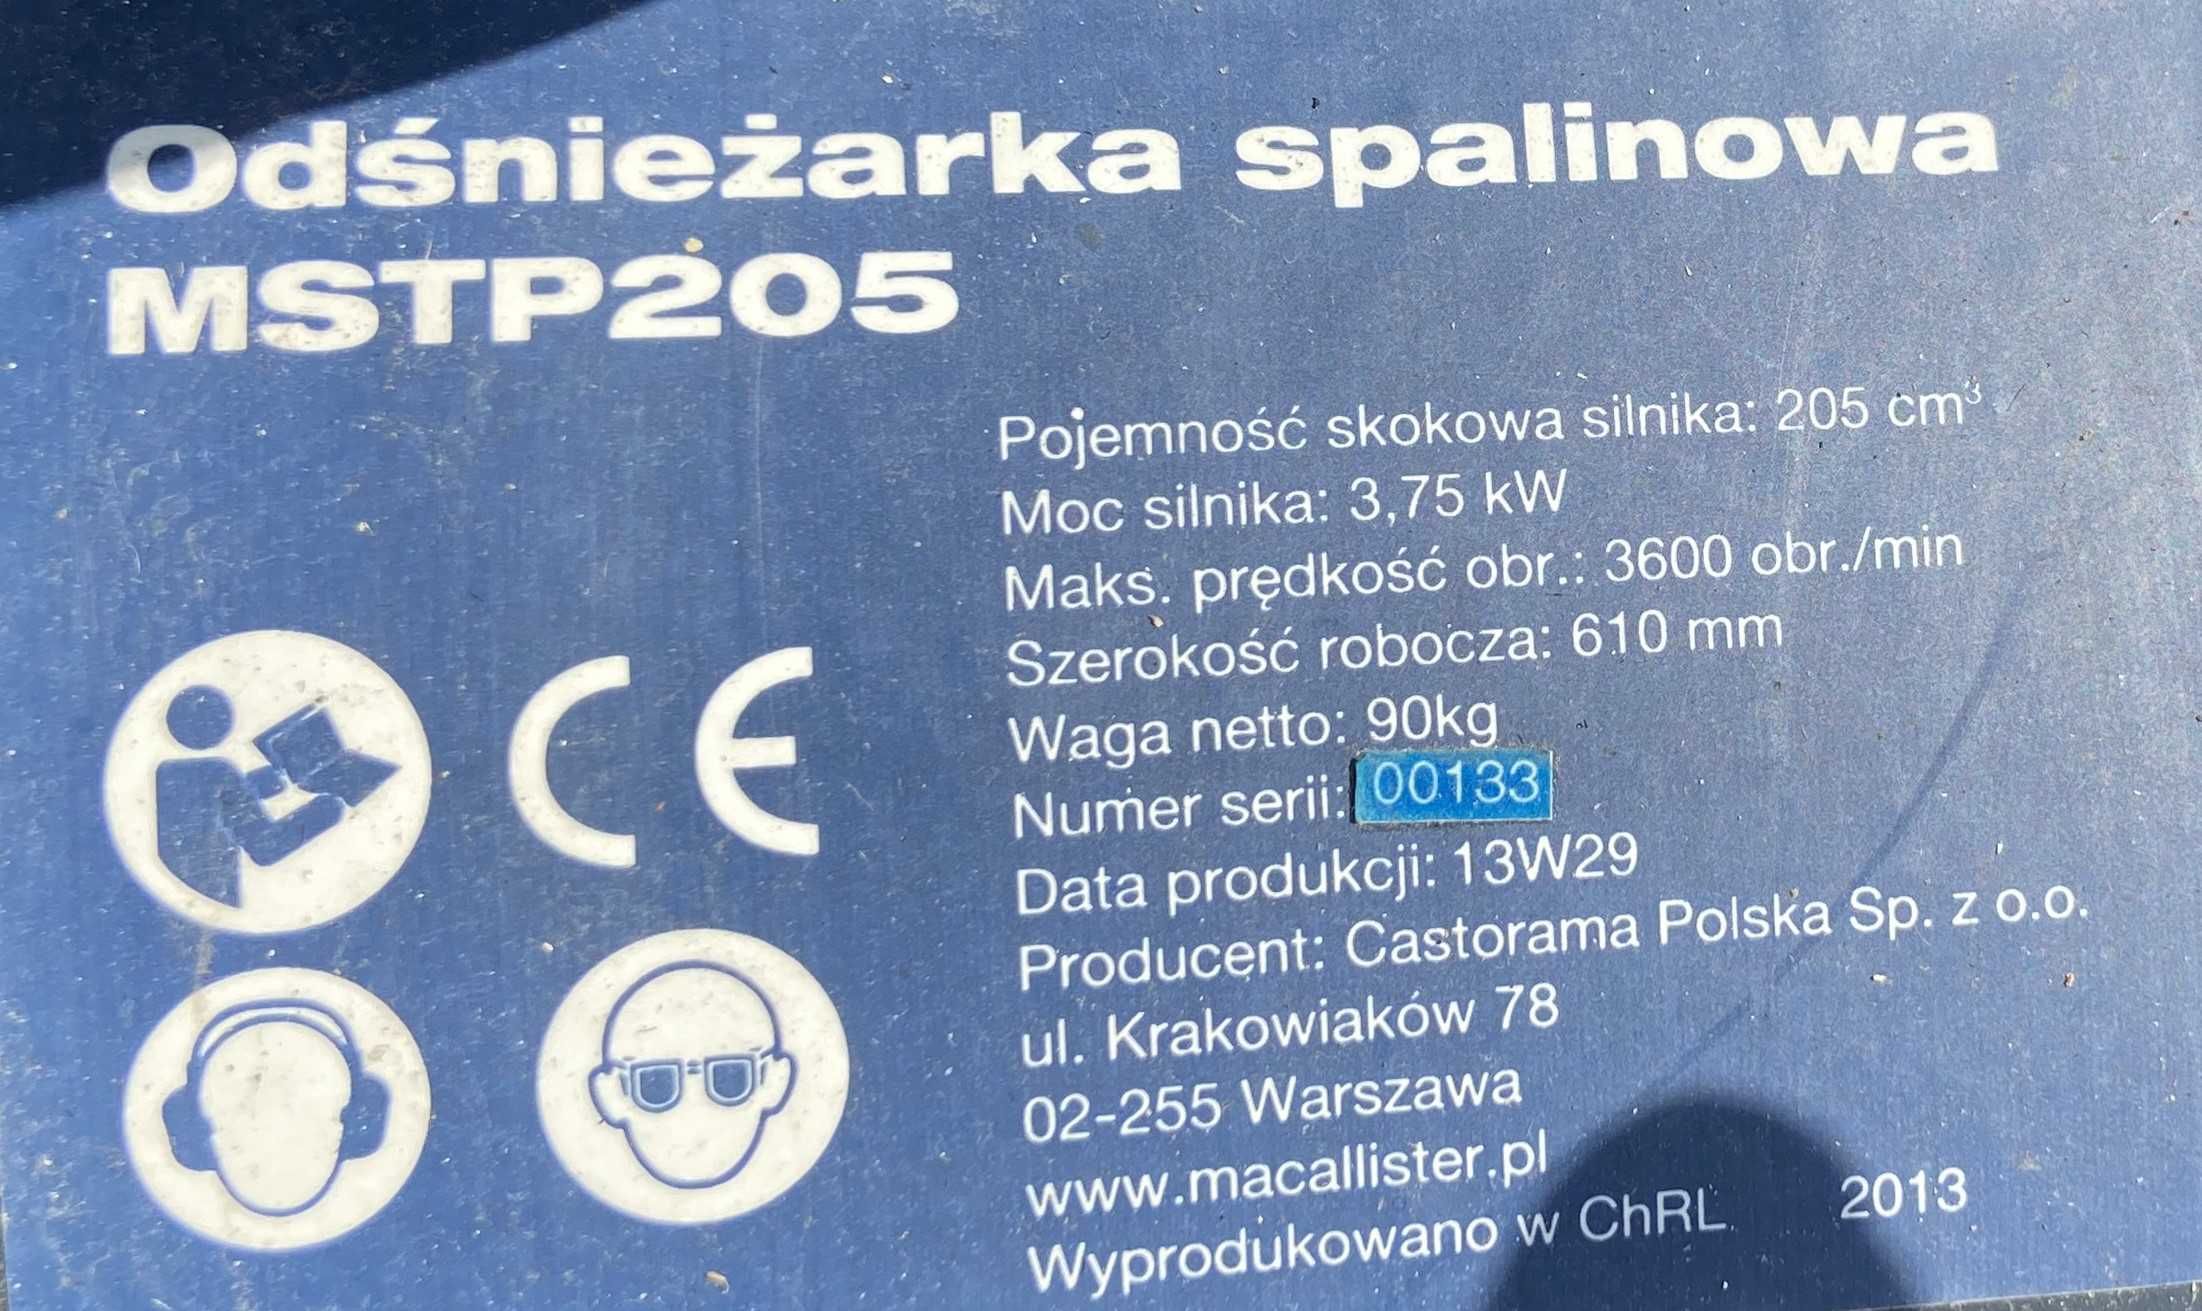 Odśnieżarka spalinowa
MSTP205
Pojemność skokowa silnika: 205 cm³
Moc silnika: 3,75 kW
Maks. prędkość obr.: 3600 obr./min
Szerokość robocza: 610 mm
Waga netto: 90kg
Numer serii: 00133
Data produkcji: 13W29
Producent: Castorama Polska Sp. z o.o.
ul. Krakowiaków 78
02-255 Warszawa
www.macallister.pl
Wyprodukowano w ChRL 2013
CE